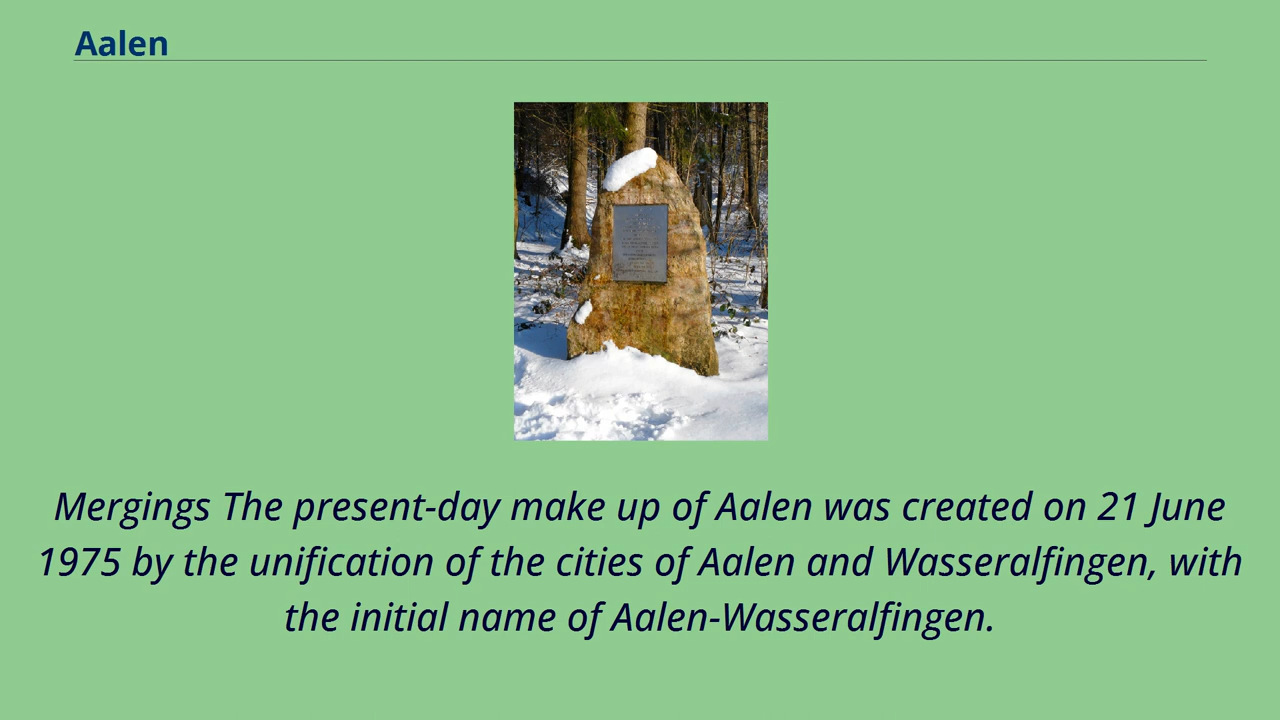 Aalen
Mergings The present-day make up of Aalen was created on 21 June
1975 by the unification of the cities of Aalen and Wasseralfingen, with
the initial name of Aalen-Wasseralfingen.